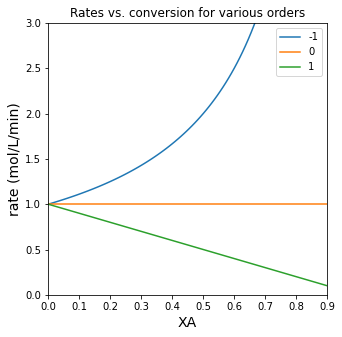 Rates vs. conversion for various orders
rate (mol/L/min)
3.0
2.5
2.0
1.5
1.0
0.5
0.0
-1
0
1
0.0 0.1 0.2 0.3 0.4 0.5 0.6 0.7 0.8 0.9
XA